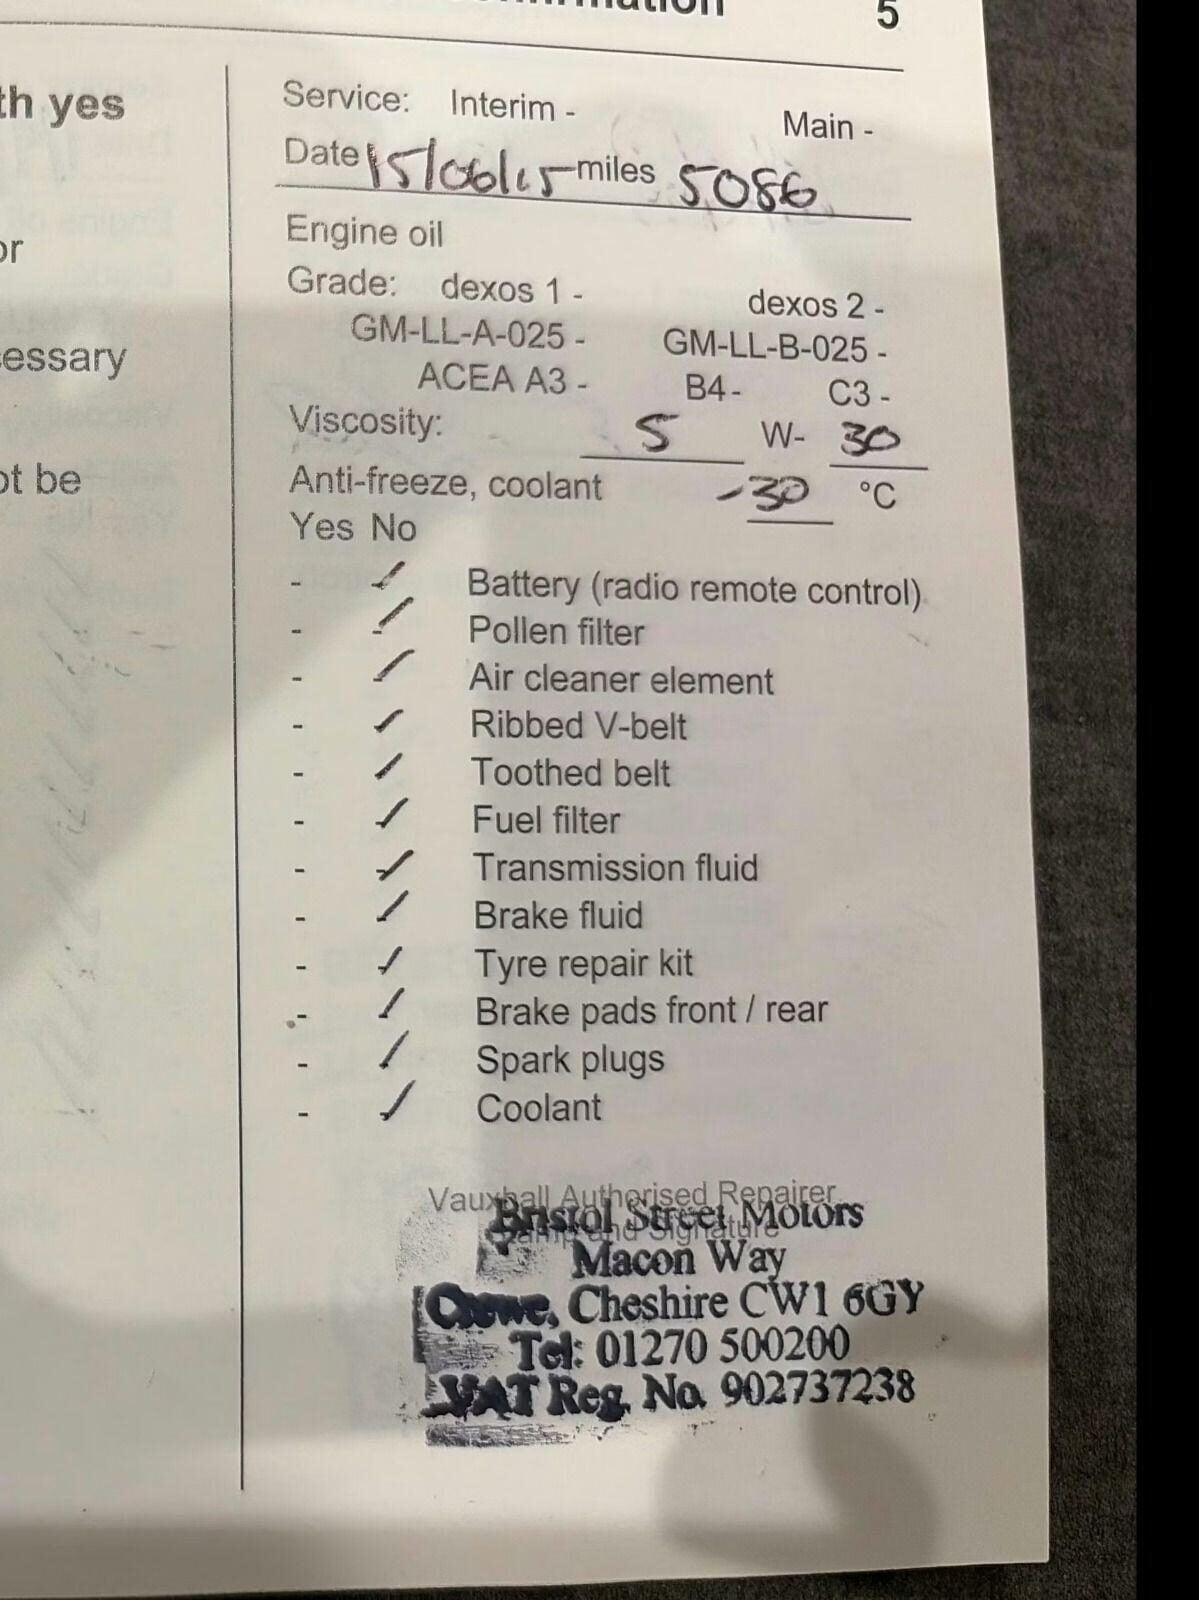 5
th yes
or
cessary
ot be
Service: Interim - Main -
Date 15/06/15 miles 5086
Engine oil
Grade: dexos 1 - dexos 2 -
GM-LL-A-025 - GM-LL-B-025 -
ACEA A3 - B4 - C3 -
Viscosity: 5 W- 30
Anti-freeze, coolant -30 °C
Yes No
- ✓ Battery (radio remote control)
- ✓ Pollen filter
- ✓ Air cleaner element
- ✓ Ribbed V-belt
- ✓ Toothed belt
- ✓ Fuel filter
- ✓ Transmission fluid
- ✓ Brake fluid
- ✓ Tyre repair kit
- ✓ Brake pads front / rear
- ✓ Spark plugs
- ✓ Coolant
Vauxhall Authorised Repairer
Stamp and Signature
Bristol Street Motors
Macon Way
Crewe, Cheshire CW1 6GY
Tel: 01270 500200
VAT Reg. No. 902737238